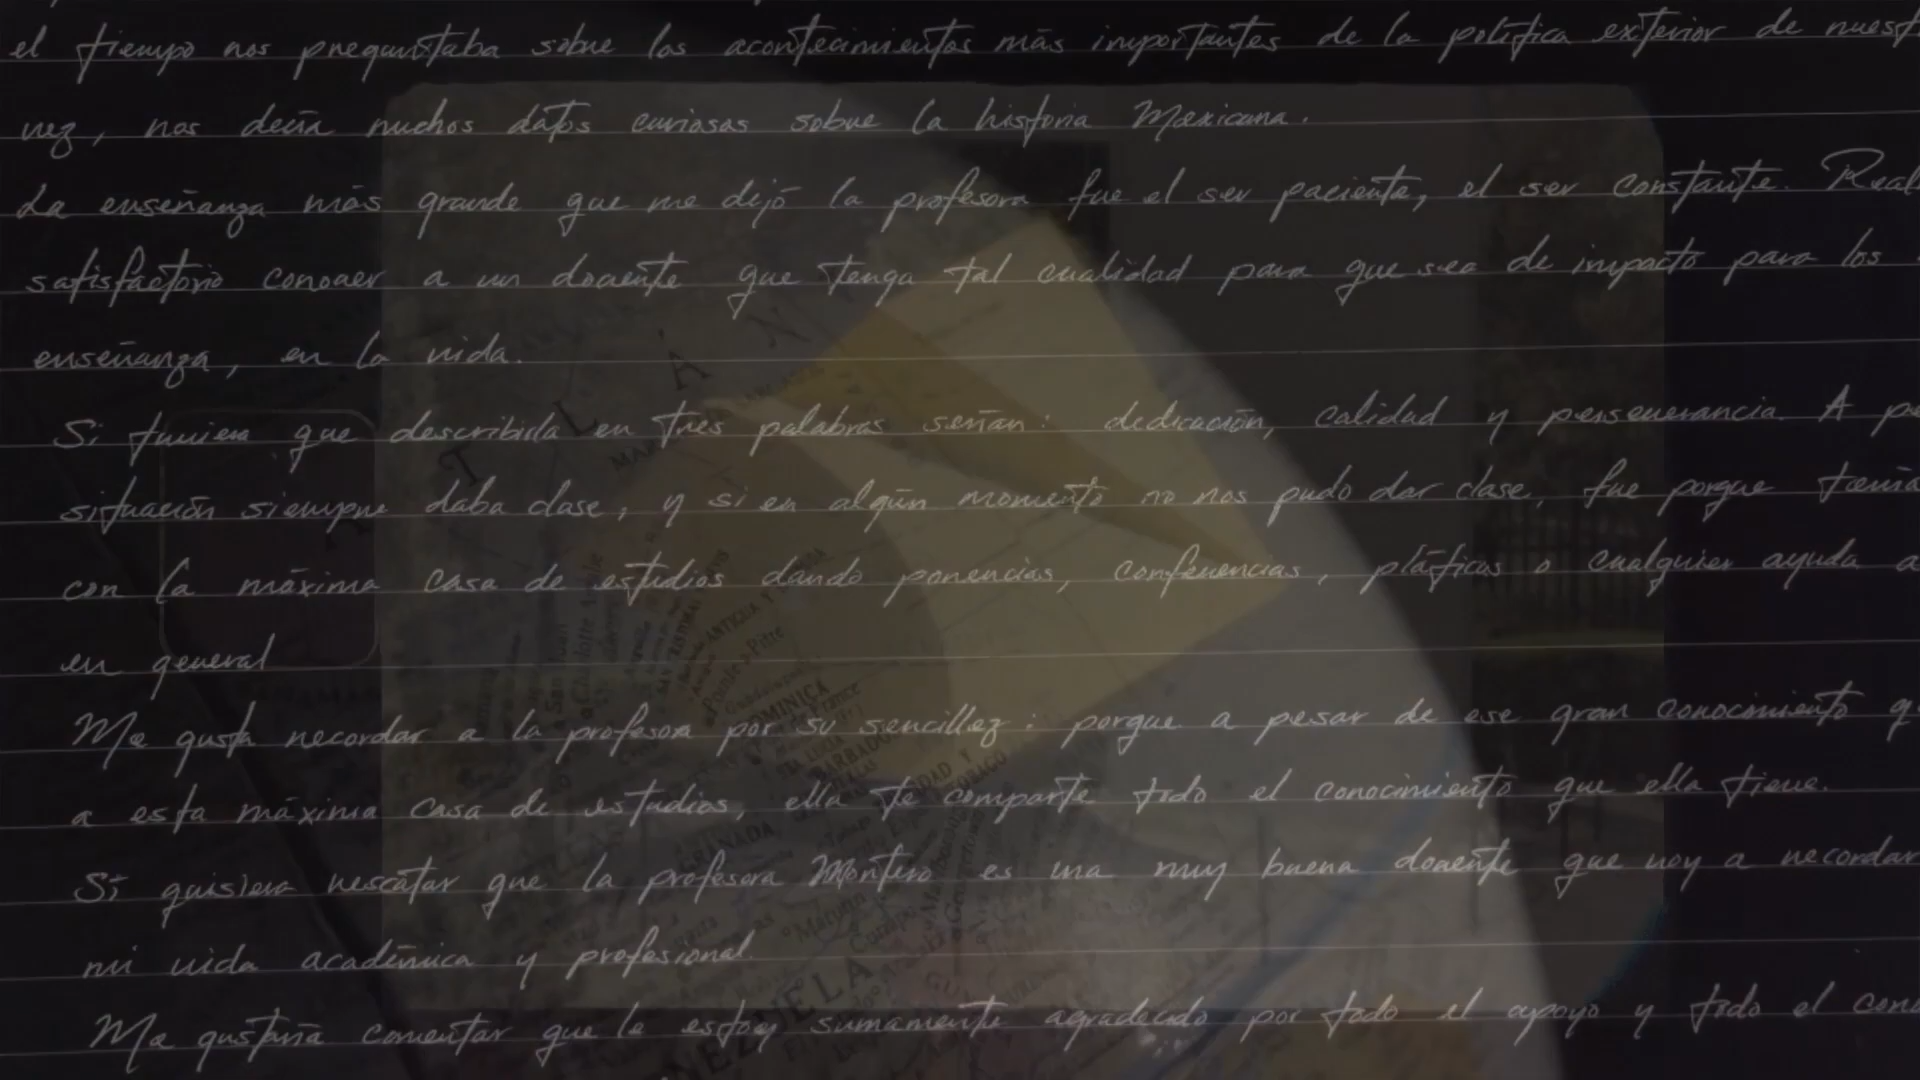 el tiempo nos preguntaba sobre los acontecimientos más importantes de la política exterior de nuest
vez, nos decía muchos datos curiosos sobre la historia Mexicana.
La enseñanza más grande que me dejó la profesora fue el ser paciente, el ser constante. Real
satisfactorio conocer a un docente que tenga tal cualidad para que sea de impacto para los
enseñanza, en la vida.
Si tuviera que describirla en tres palabras serían: dedicación, calidad y perseverancia. A pe
situación siempre daba clase, y si en algún momento no nos pudo dar clase, fue porque tenía
con la máxima casa de estudios dando ponencias, conferencias, pláticas o cualquier ayuda a
en general
Me gusta recordar a la profesora por su sencillez: porque a pesar de ese gran conocimiento q
a esta máxima casa de estudios, ella te comparte todo el conocimiento que ella tiene.
Si quisiera rescatar que la profesora Montero es una muy buena docente que voy a recordar
mi vida académica y profesional.
Me gustaría comentar que le estoy sumamente agradecido por todo el apoyo y todo el cono
ATLÁN
DOMINICA
BARBADOS
GRANADA
NEZUELA